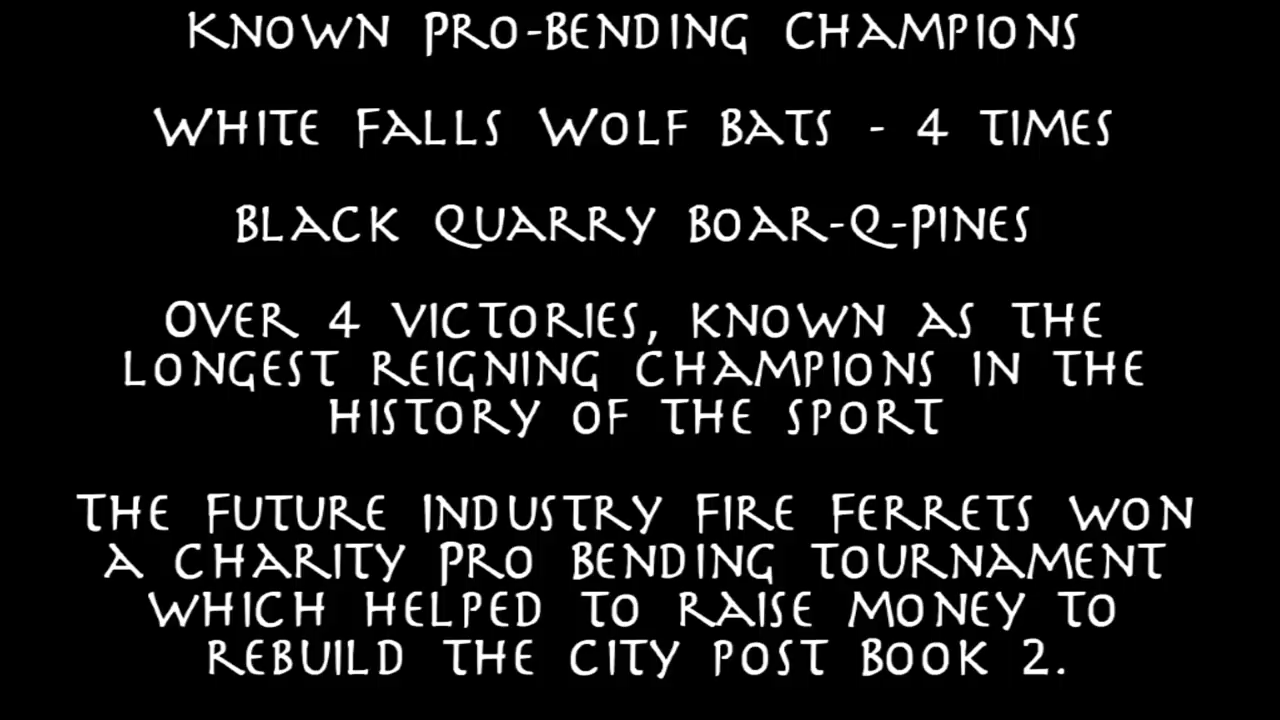 Known Pro-Bending Champions
White Falls Wolf Bats - 4 times
Black Quarry Boar-Q-Pines
Over 4 victories, known as the
longest reigning champions in the
history of the sport
The Future Industry Fire Ferrets won
a charity pro bending tournament
which helped to raise money to
rebuild the city post Book 2.